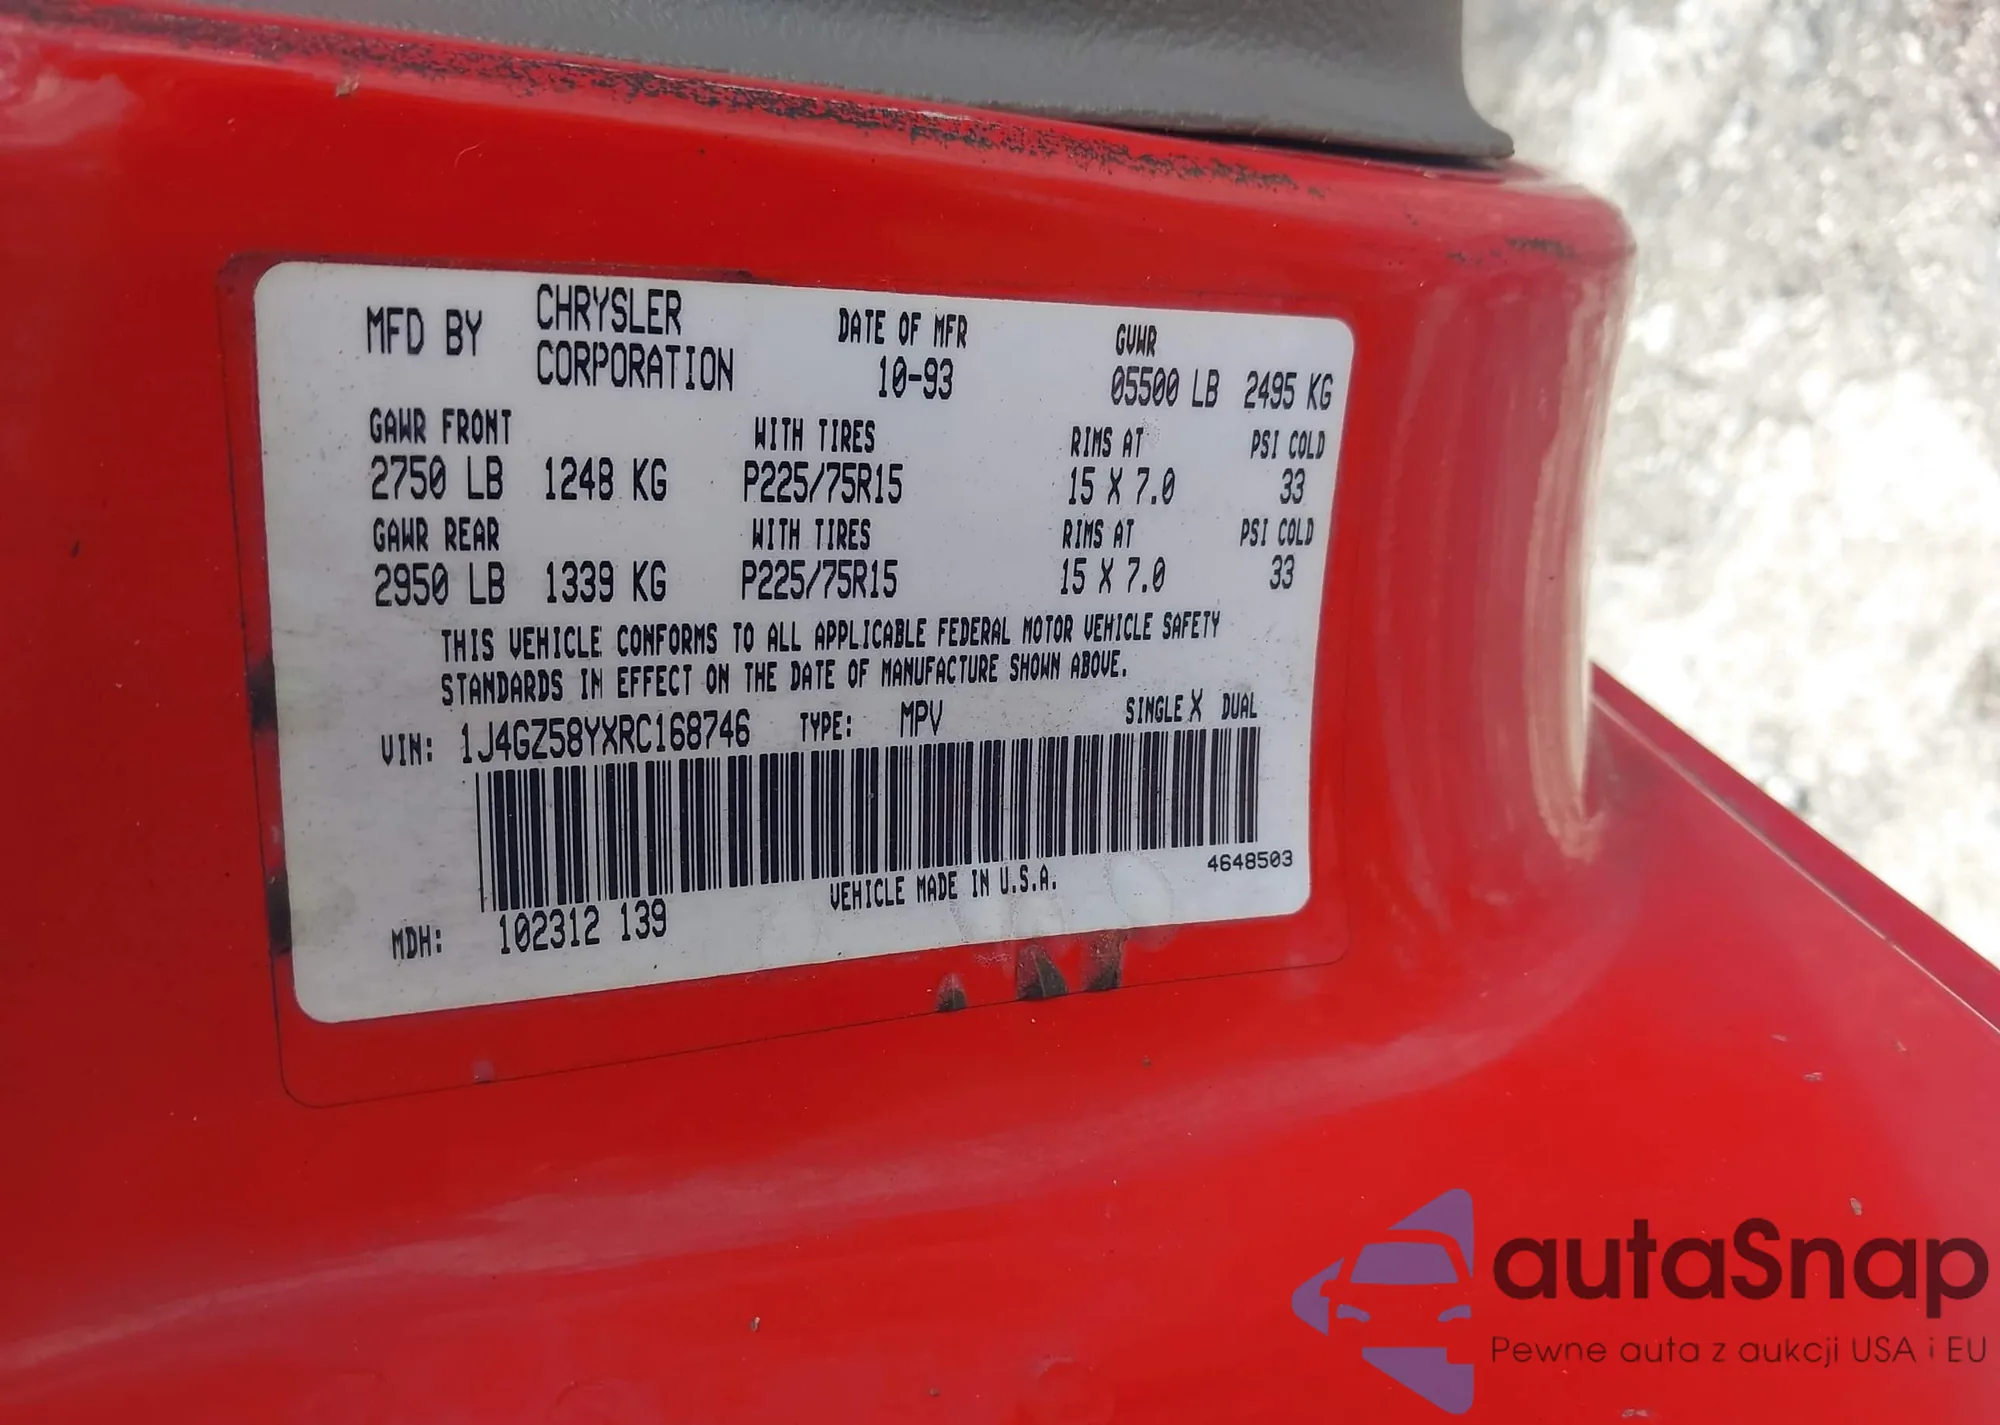 MFD BY CHRYSLER CORPORATION DATE OF MFR 10-93 GVWR 05500 LB 2495 KG
GAWR FRONT WITH TIRES RIMS AT PSI COLD
2750 LB 1248 KG P225/75R15 15 X 7.0 33
GAWR REAR WITH TIRES RIMS AT PSI COLD
2950 LB 1339 KG P225/75R15 15 X 7.0 33
THIS VEHICLE CONFORMS TO ALL APPLICABLE FEDERAL MOTOR VEHICLE SAFETY
STANDARDS IN EFFECT ON THE DATE OF MANUFACTURE SHOWN ABOVE.
VIN: 1J4GZ58YXRC168746 TYPE: MPV SINGLE X DUAL
4648503
VEHICLE MADE IN U.S.A.
MDH: 102312 139
autaSnap
Pewne auta z aukcji USA i EU